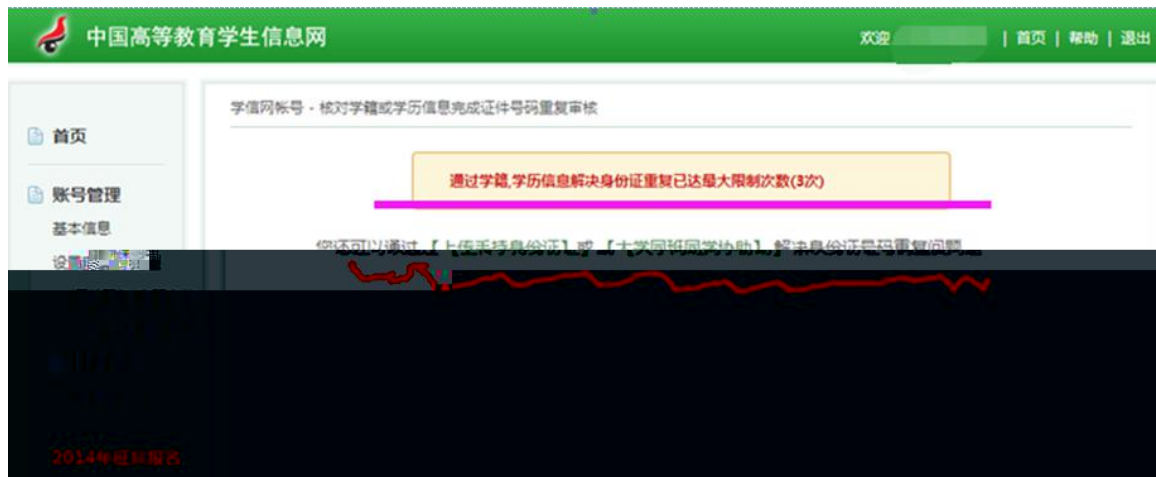 中国高等教育学生信息网
欢迎 | 首页 | 帮助 | 退出
学信网帐号 - 核对学籍或学历信息完成证件号码重复审核
首页
通过学籍,学历信息解决身份证重复已达最大限制次数(3次)
账号管理
基本信息
您还可以通过【上传手持身份证】或【大学同班同学协助】解决身份证号码重复问题
2014年